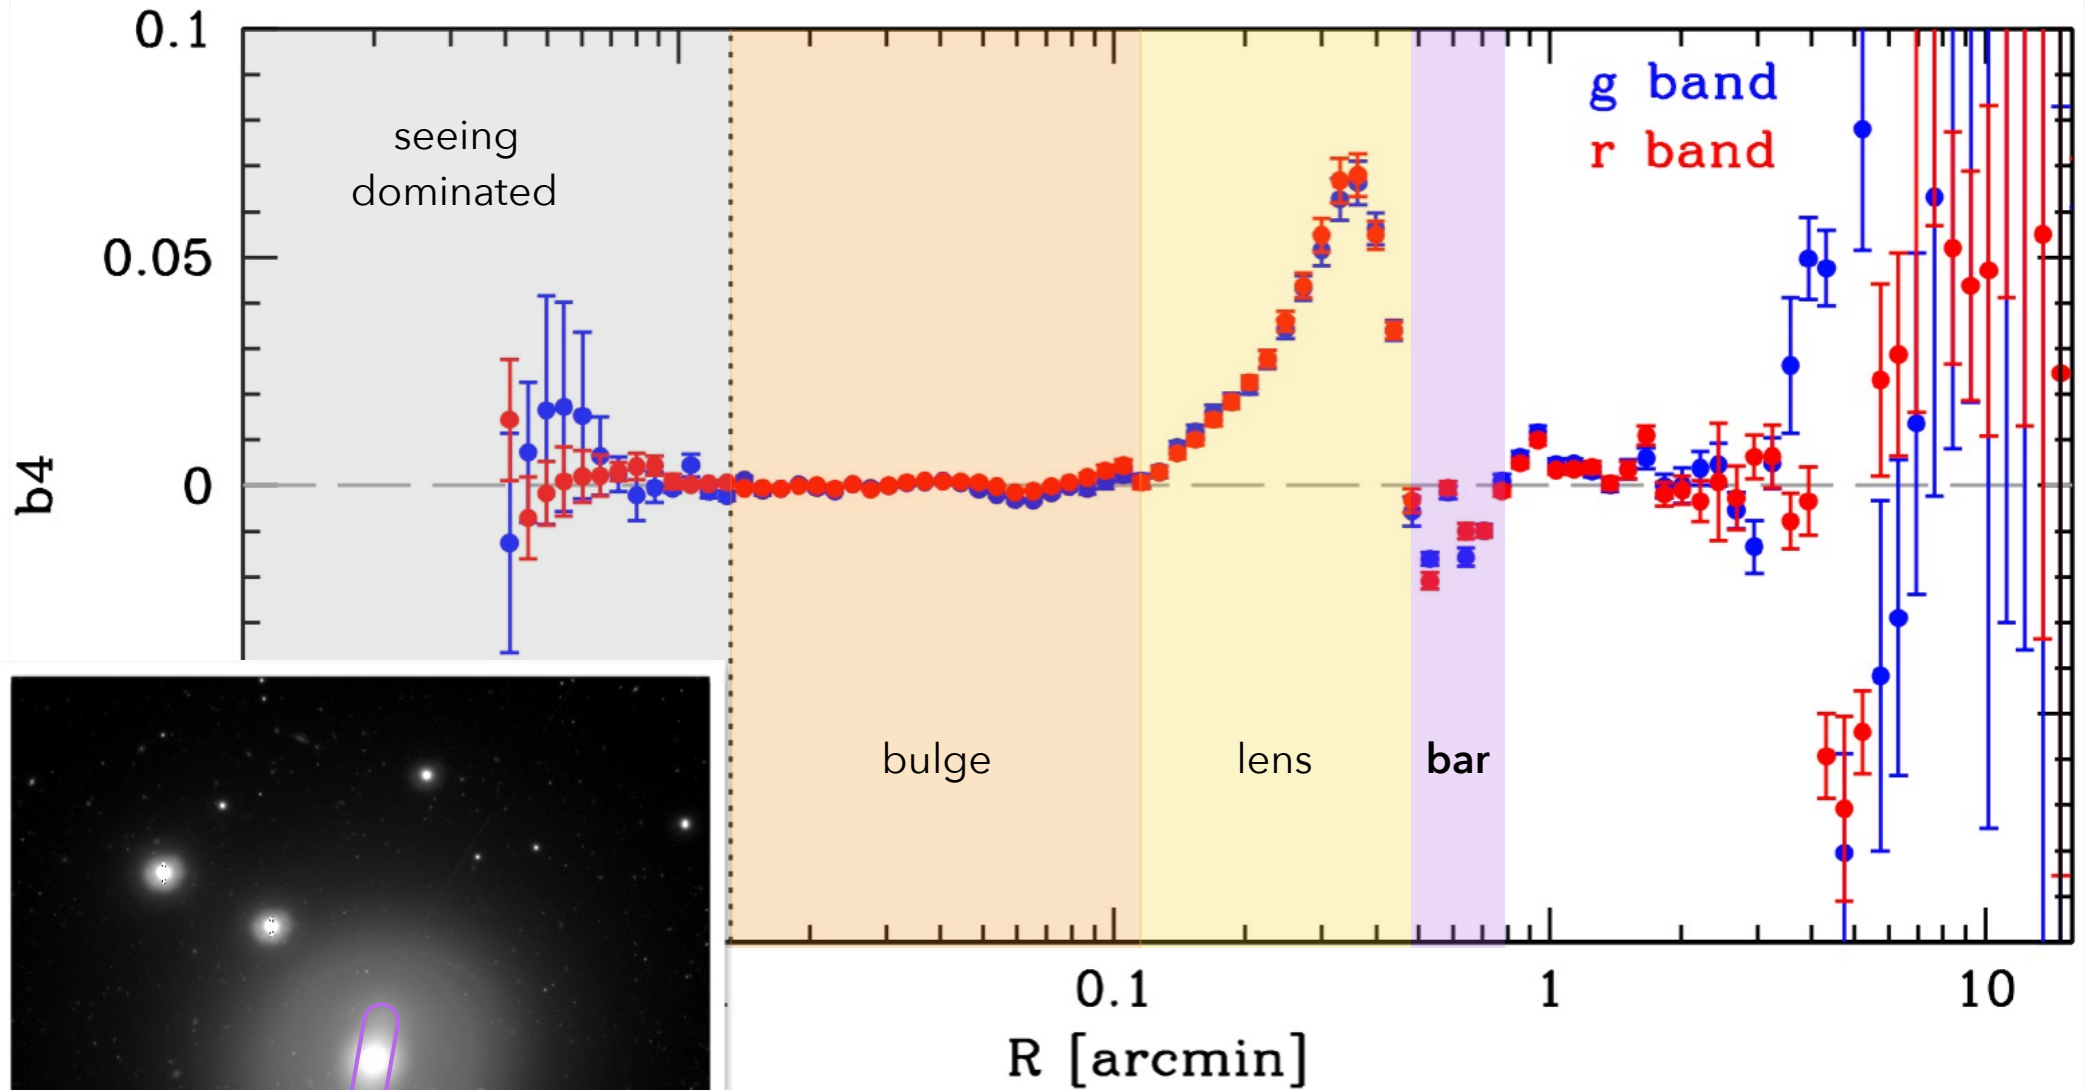 0.1
g band
r band
seeing
dominated
0.05
b4
0
bulge
lens
bar
0.1
1
10
R [arcmin]